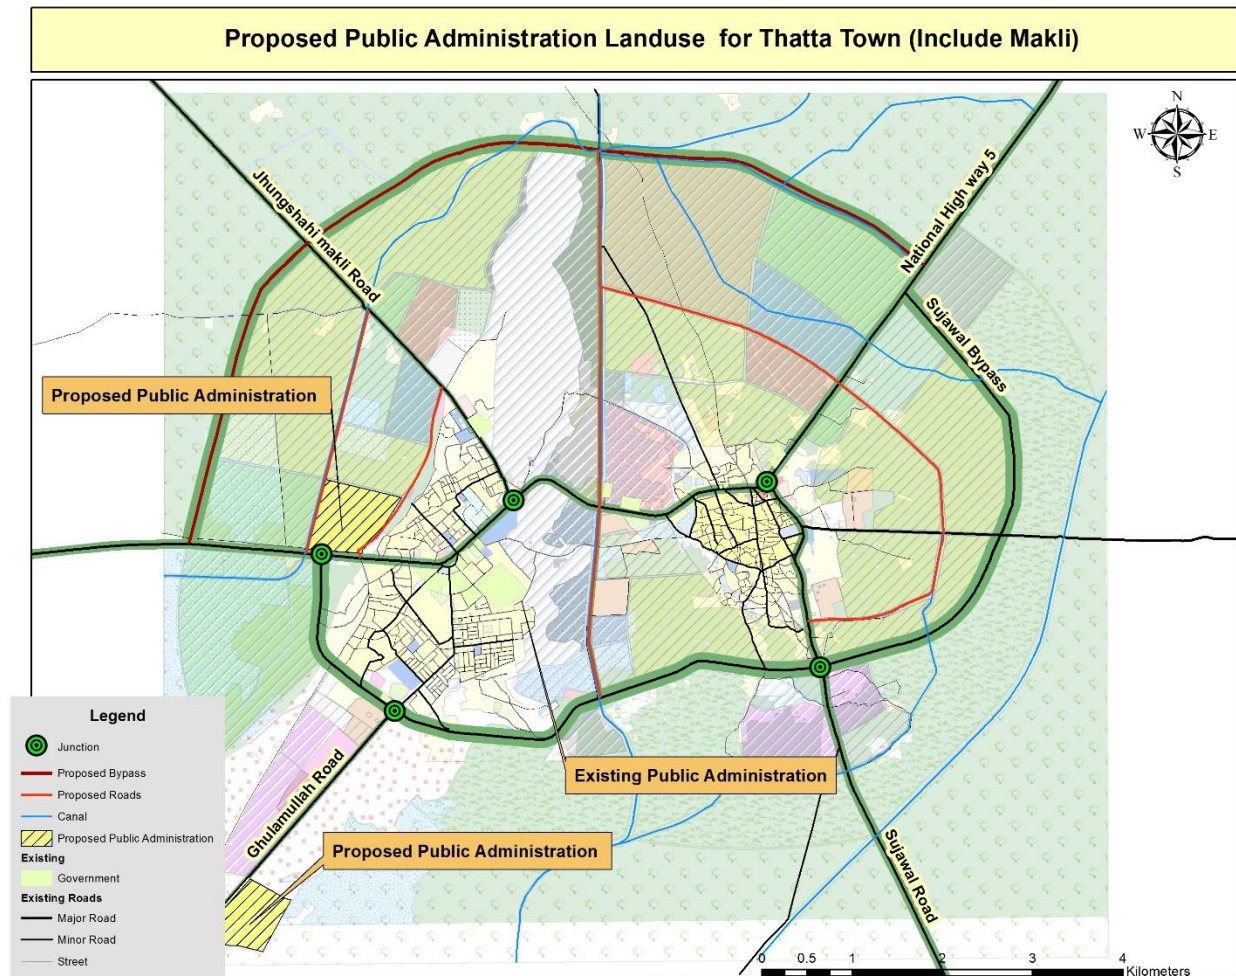 Proposed Public Administration Landuse for Thatta Town (Include Makli)
N
W E
S
Jhungshahi makli Road
National High way 5
Sujawal Bypass
Proposed Public Administration
Existing Public Administration
Ghulamullah Road
Proposed Public Administration
Sujawal Road
Legend
Junction
Proposed Bypass
Proposed Roads
Canal
Proposed Public Administration
Existing
Government
Existing Roads
Major Road
Minor Road
Street
0 0.5 1 2 3 4
Kilometers